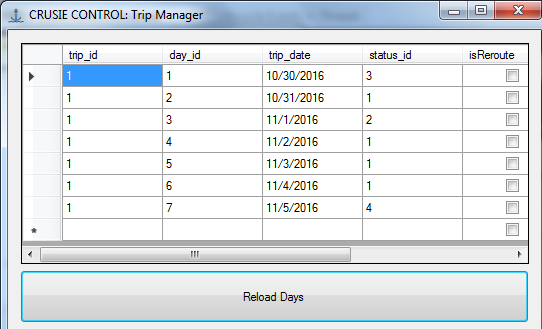 CRUSIE CONTROL: Trip Manager
trip_id day_id trip_date status_id isReroute
1 1 10/30/2016 3
1 2 10/31/2016 1
1 3 11/1/2016 2
1 4 11/2/2016 1
1 5 11/3/2016 1
1 6 11/4/2016 1
1 7 11/5/2016 4
*
Reload Days